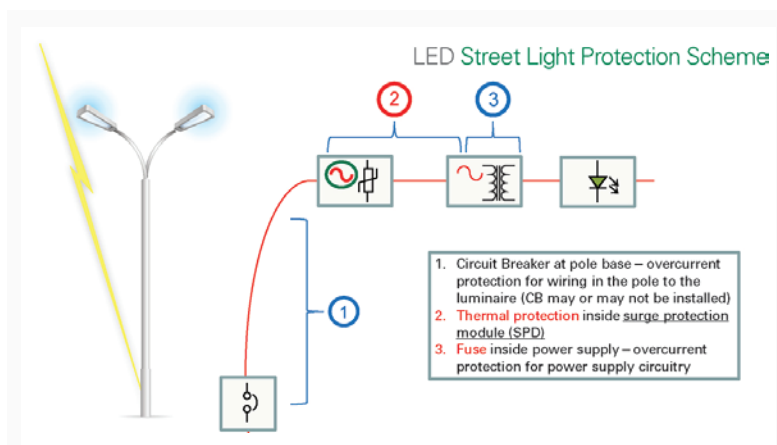 LED Street Light Protection Scheme
2
3
1
1. Circuit Breaker at pole base – overcurrent
protection for wiring in the pole to the
luminaire (CB may or may not be installed)
2. Thermal protection inside surge protection
module (SPD)
3. Fuse inside power supply – overcurrent
protection for power supply circuitry